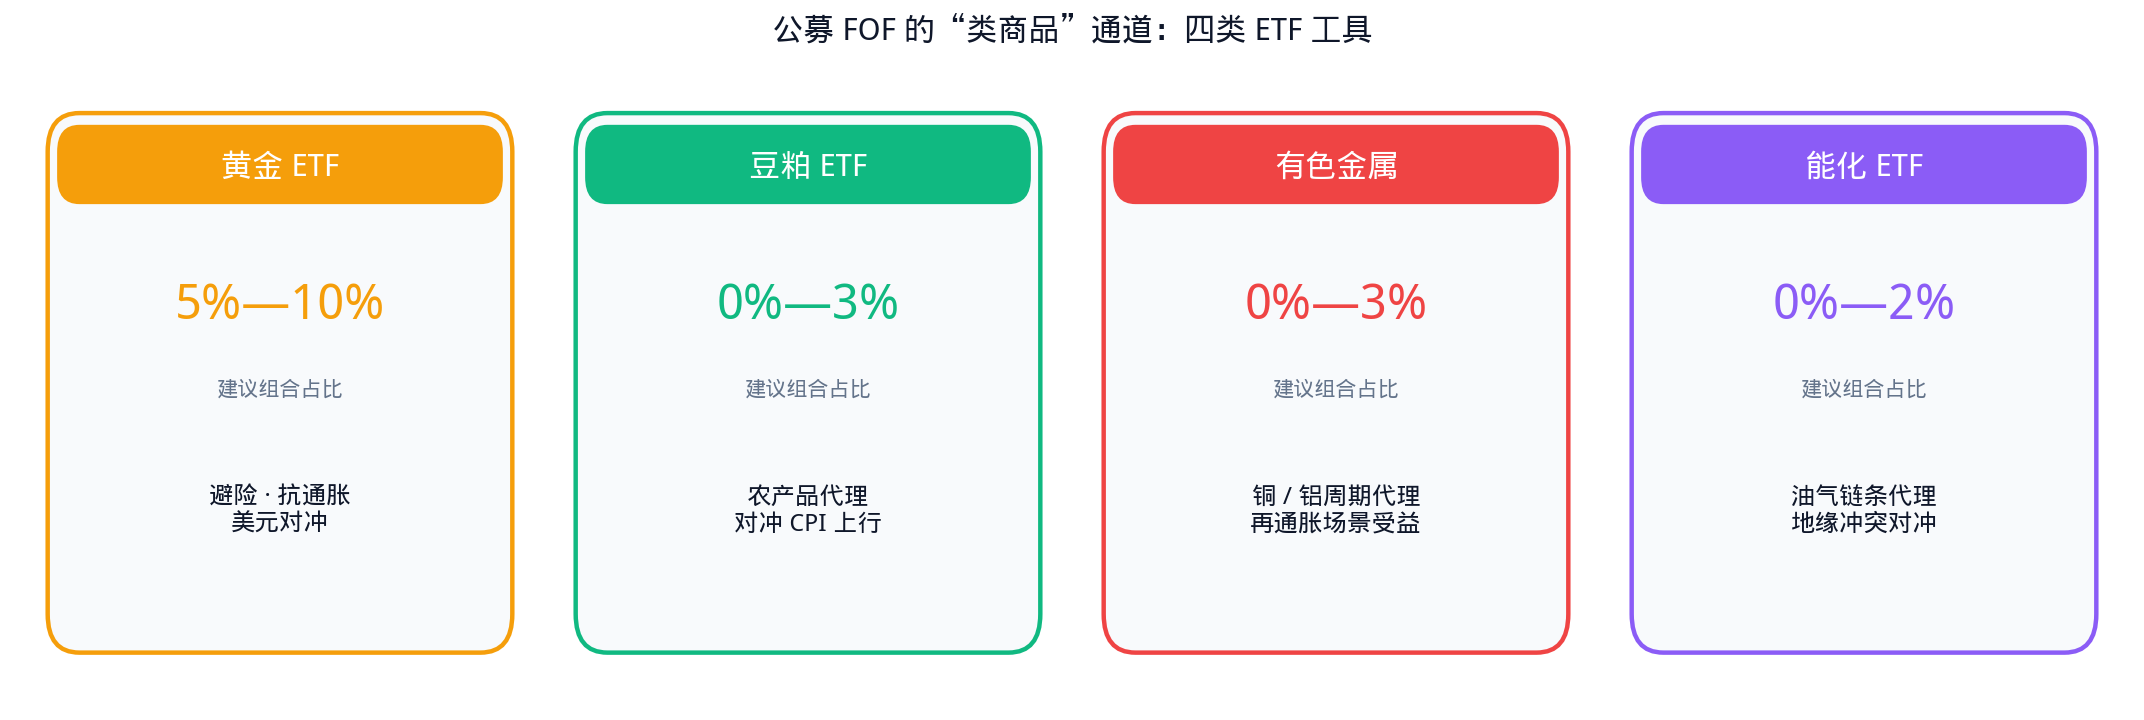 公募 FOF 的“类商品”通道：四类 ETF 工具
黄金 ETF
5%—10%
建议组合占比
避险 · 抗通胀
美元对冲
豆粕 ETF
0%—3%
建议组合占比
农产品代理
对冲 CPI 上行
有色金属
0%—3%
建议组合占比
铜 / 铝周期代理
再通胀场景受益
能化 ETF
0%—2%
建议组合占比
油气链条代理
地缘冲突对冲